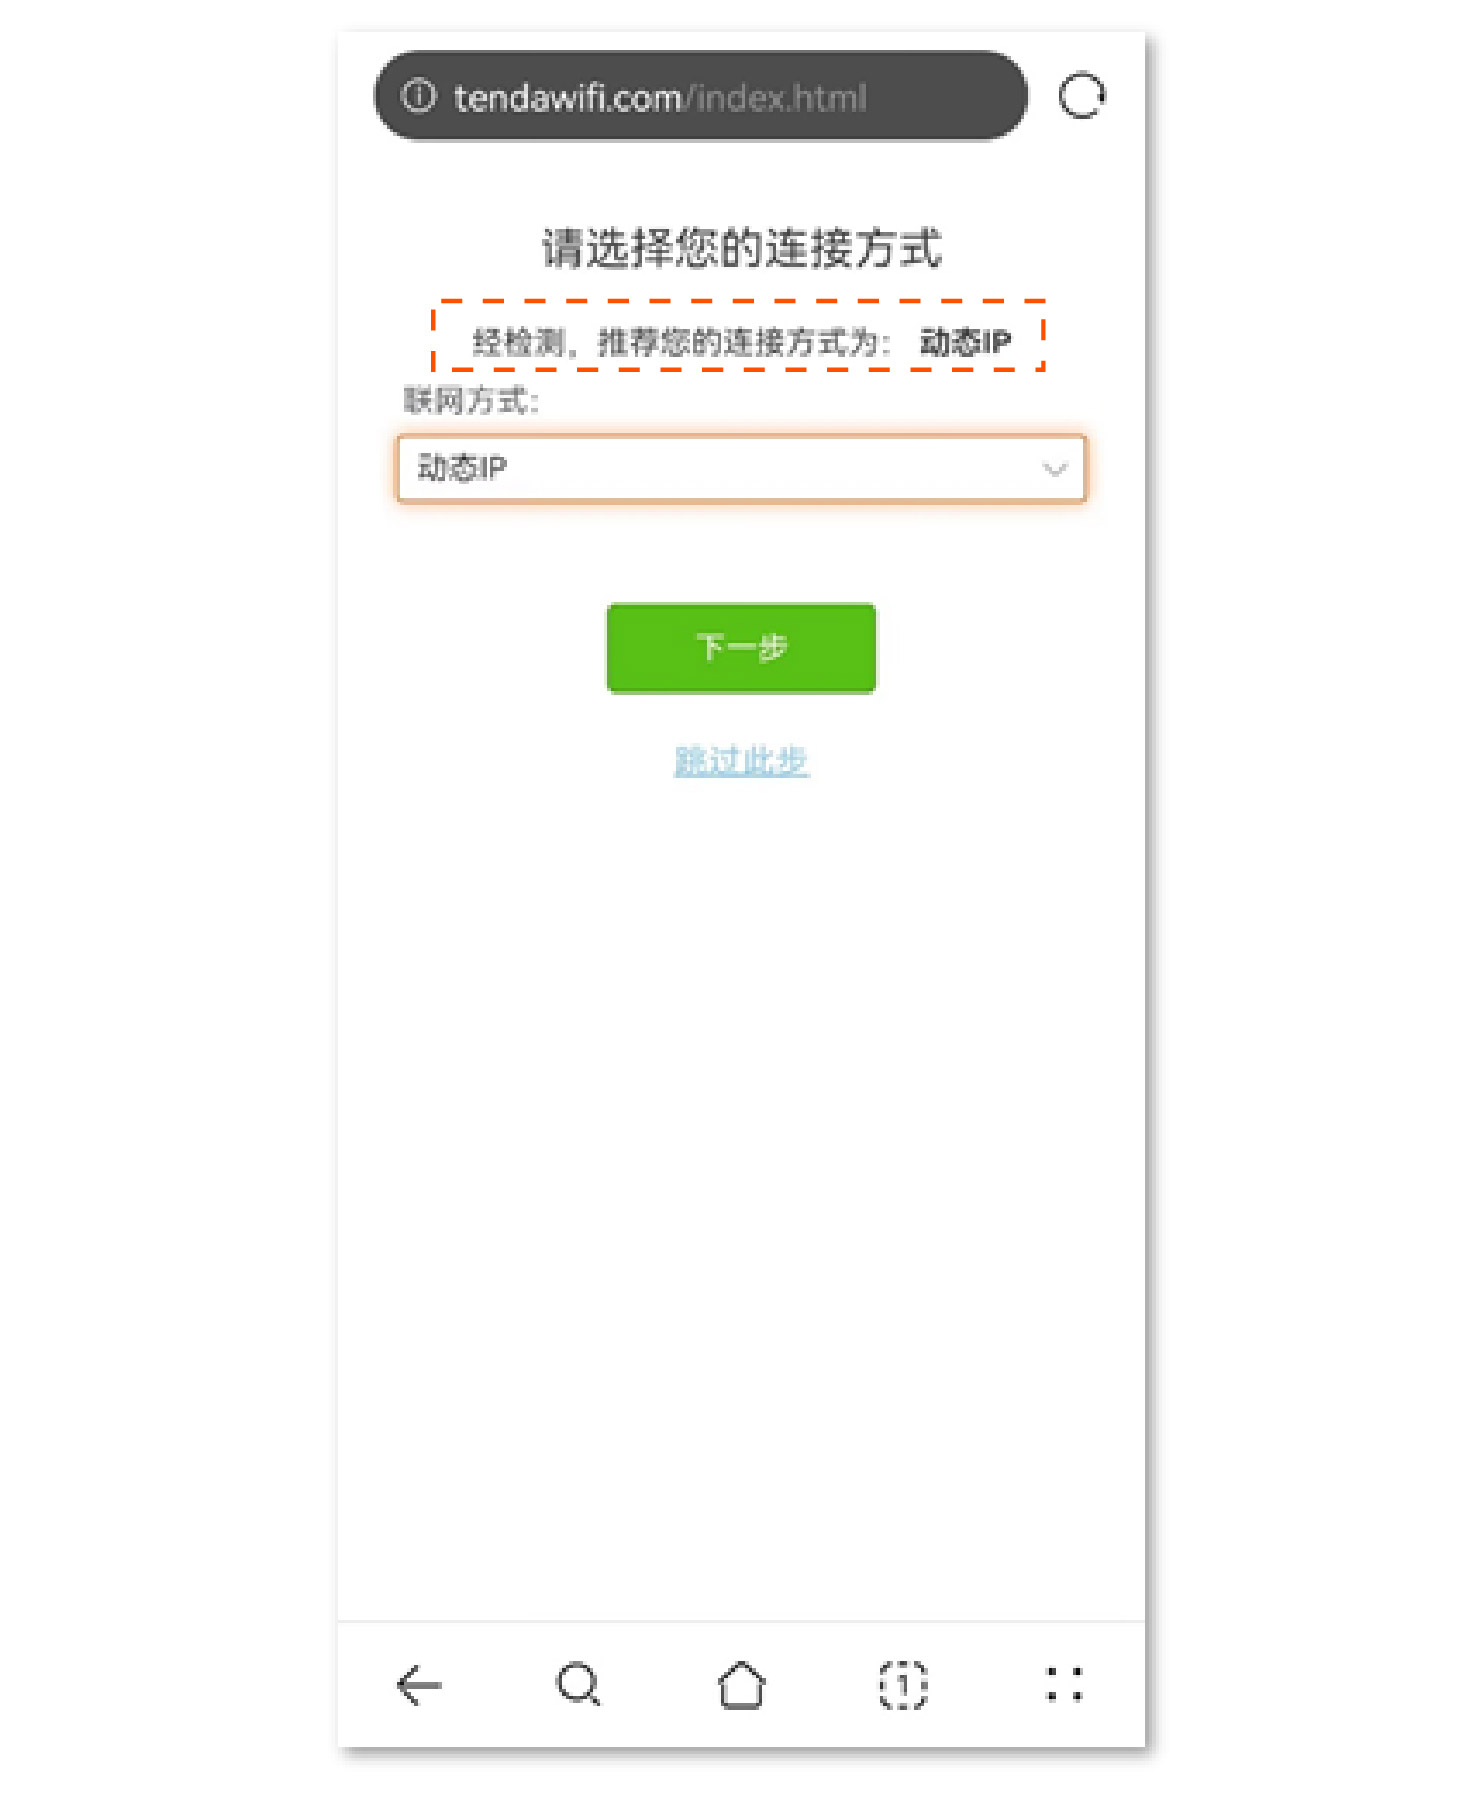 tendawifi.com/index.html
请选择您的连接方式
经检测，推荐您的连接方式为： 动态IP
联网方式：
动态IP
下一步
跳过此步
1